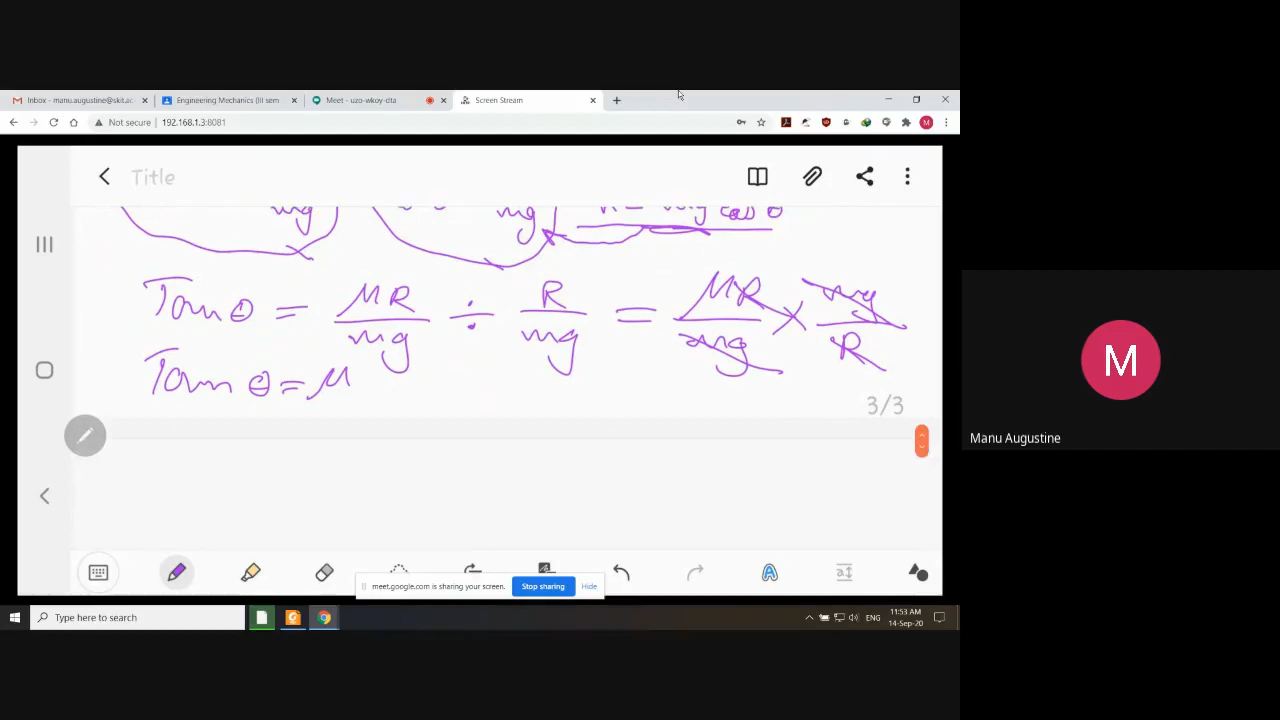 Inbox - manu.augustine@skit.ac
Engineering Mechanics (III sem
Meet - uzo-wkoy-dta
Screen Stream
Not secure | 192.168.1.3:8081
Title
mg mg R = mg cos θ
Tan θ = μR/mg ÷ R/mg = μR/mg × mg/R
Tan θ = μ
3/3
M
Manu Augustine
meet.google.com is sharing your screen. Stop sharing Hide
Type here to search
ENG
11:53 AM
14-Sep-20